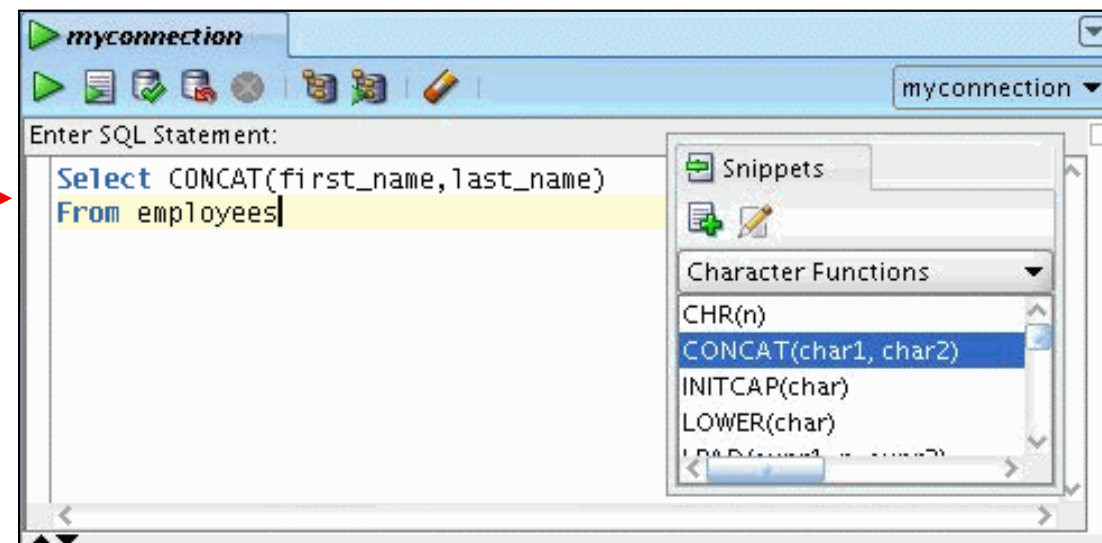 myconnection
myconnection
Enter SQL Statement:
Select CONCAT(first_name,last_name)
From employees
Snippets
Character Functions
CHR(n)
CONCAT(char1, char2)
INITCAP(char)
LOWER(char)